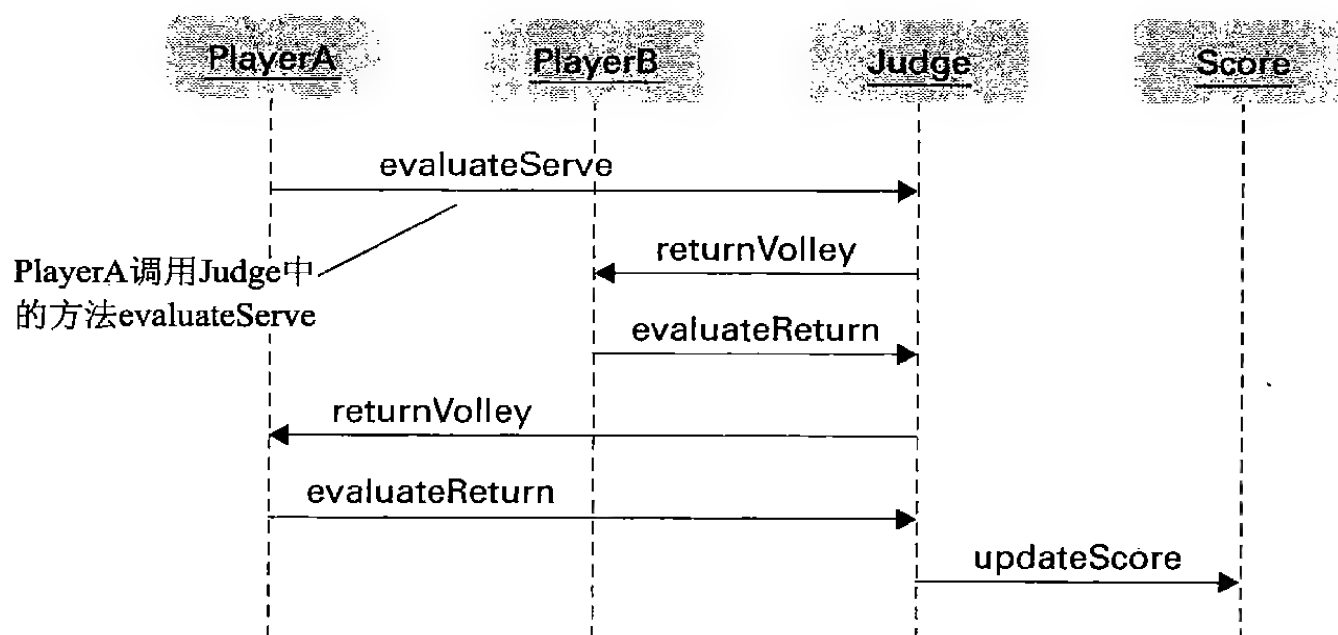 PlayerA
PlayerB
Judge
Score
evaluateServe
returnVolley
PlayerA调用Judge中
的方法evaluateServe
evaluateReturn
returnVolley
evaluateReturn
updateScore